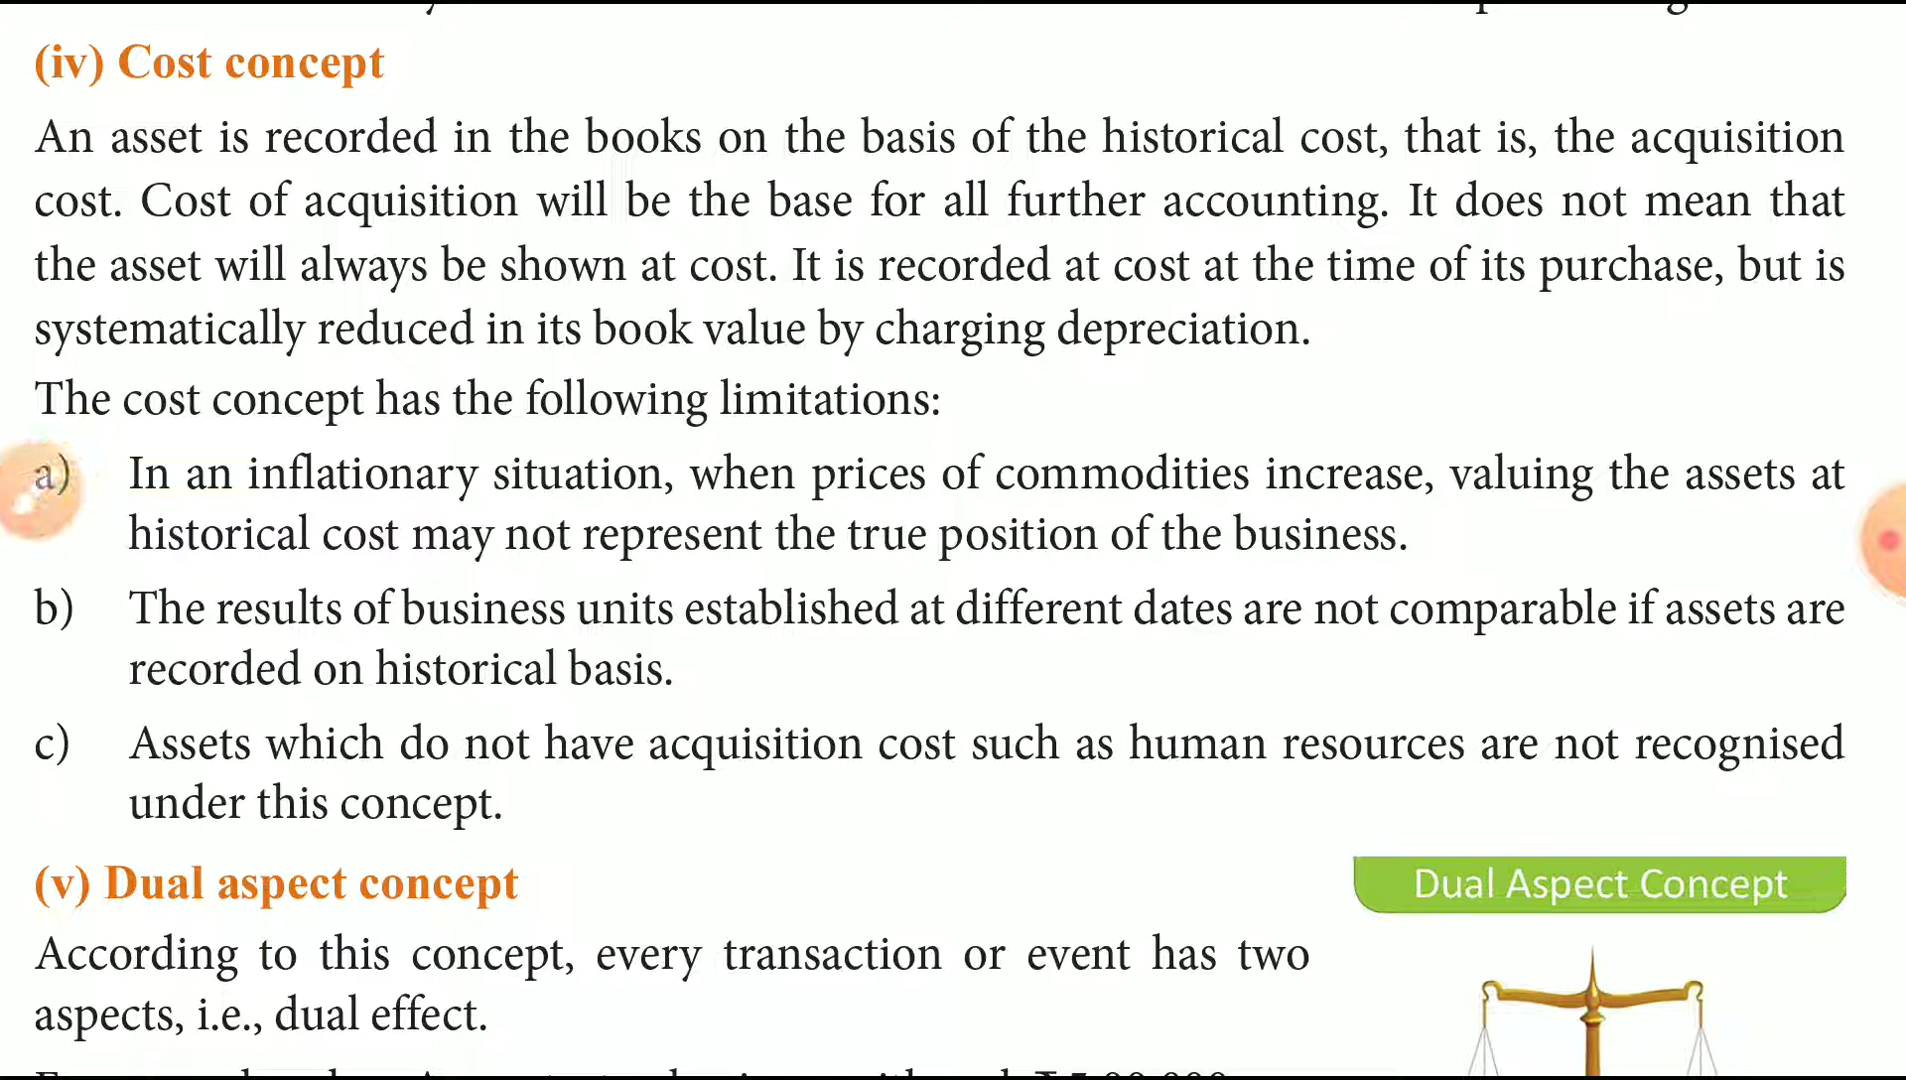 (iv) Cost concept
An asset is recorded in the books on the basis of the historical cost, that is, the acquisition
cost. Cost of acquisition will be the base for all further accounting. It does not mean that
the asset will always be shown at cost. It is recorded at cost at the time of its purchase, but is
systematically reduced in its book value by charging depreciation.
The cost concept has the following limitations:
a) In an inflationary situation, when prices of commodities increase, valuing the assets at
historical cost may not represent the true position of the business.
b) The results of business units established at different dates are not comparable if assets are
recorded on historical basis.
c) Assets which do not have acquisition cost such as human resources are not recognised
under this concept.
(v) Dual aspect concept
Dual Aspect Concept
According to this concept, every transaction or event has two
aspects, i.e., dual effect.